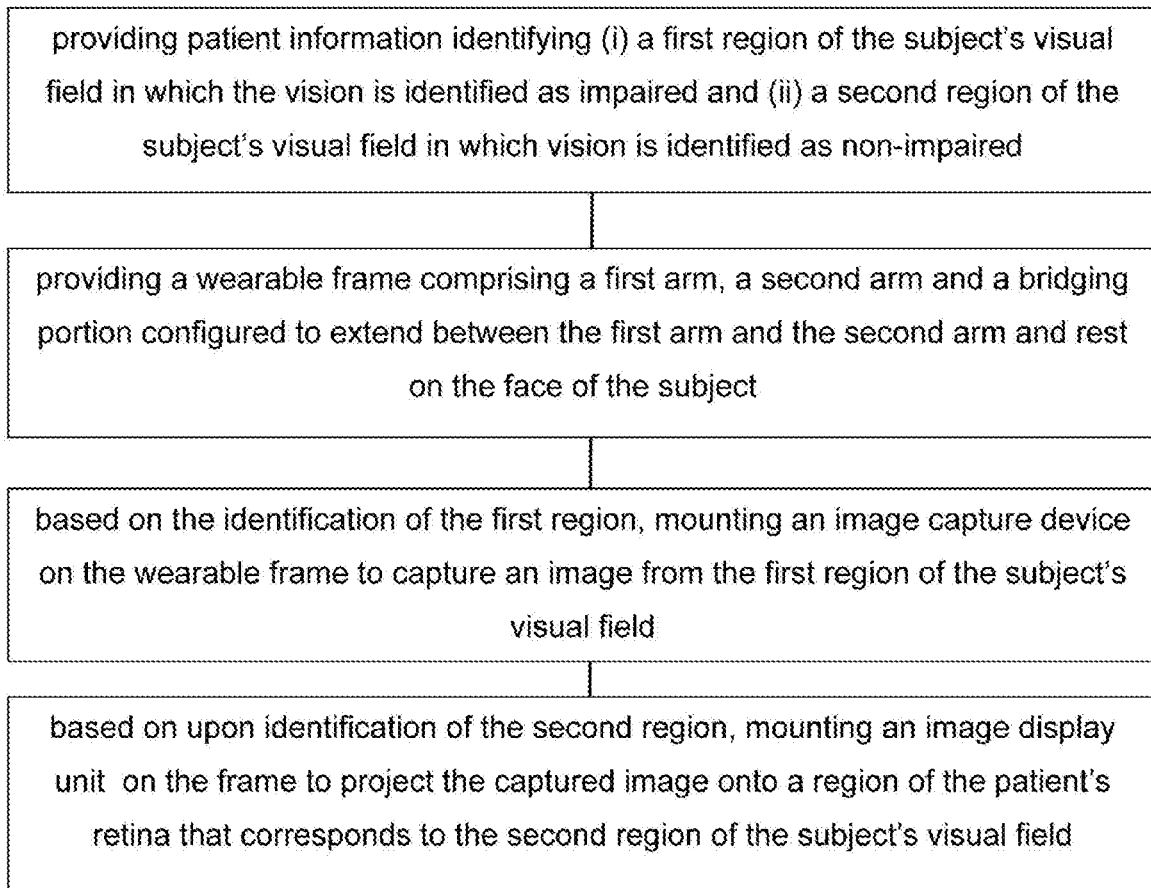 providing patient information identifying (i) a first region of the subject's visual
field in which the vision is identified as impaired and (ii) a second region of the
subject's visual field in which vision is identified as non-impaired
providing a wearable frame comprising a first arm, a second arm and a bridging
portion configured to extend between the first arm and the second arm and rest
on the face of the subject
based on the identification of the first region, mounting an image capture device
on the wearable frame to capture an image from the first region of the subject's
visual field
based on upon identification of the second region, mounting an image display
unit on the frame to project the captured image onto a region of the patient's
retina that corresponds to the second region of the subject's visual field